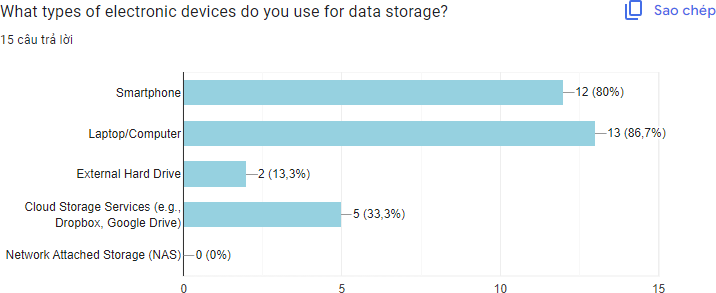 What types of electronic devices do you use for data storage?
Sao chép
15 câu trả lời
Smartphone
12 (80%)
Laptop/Computer
13 (86,7%)
External Hard Drive
2 (13,3%)
Cloud Storage Services (e.g.,
Dropbox, Google Drive)
5 (33,3%)
Network Attached Storage (NAS)
0 (0%)
0
5
10
15